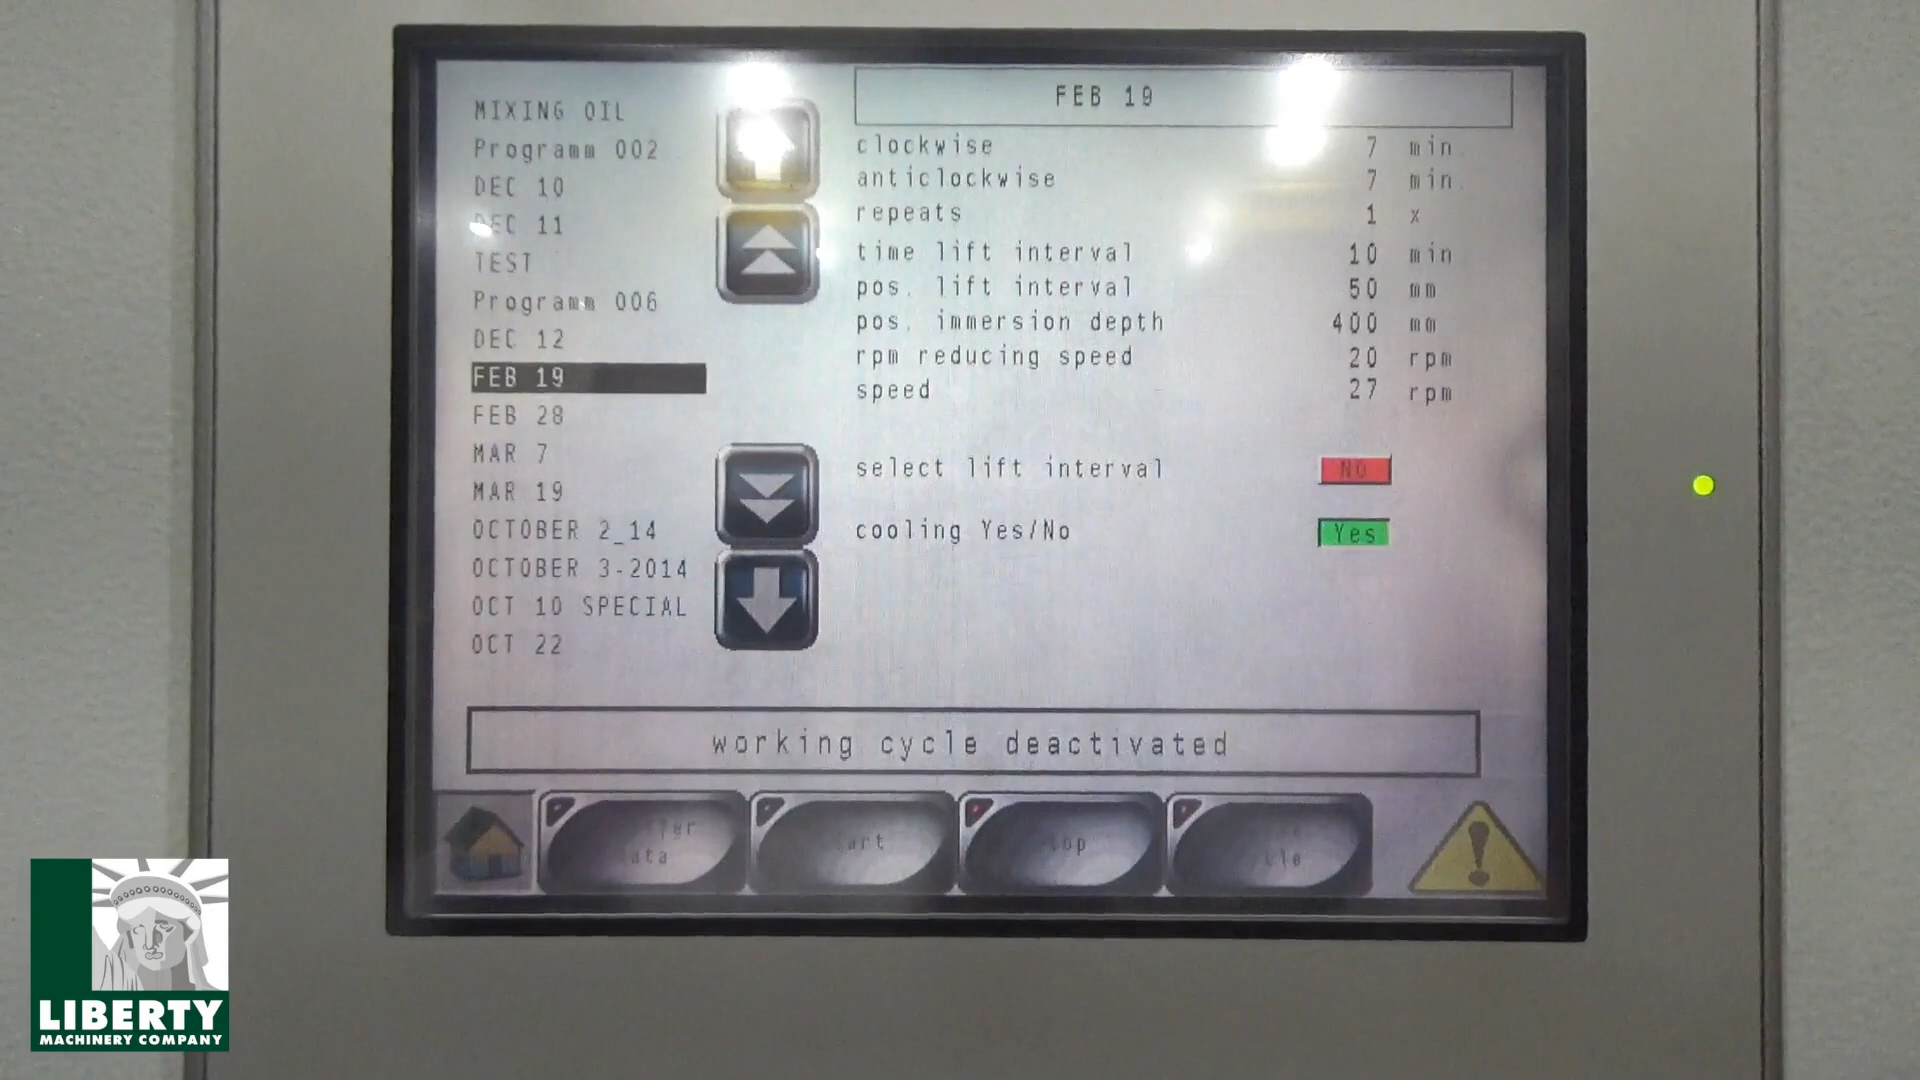 MIXING OIL
Programm 002
DEC 10
DEC 11
TEST
Programm 006
DEC 12
FEB 19
FEB 28
MAR 7
MAR 19
OCTOBER 2_14
OCTOBER 3-2014
OCT 10 SPECIAL
OCT 22
FEB 19
clockwise 7 min.
anticlockwise 7 min.
repeats 1 x
time lift interval 10 min
pos. lift interval 50 mm
pos. immersion depth 400 mm
rpm reducing speed 20 rpm
speed 27 rpm
select lift interval NO
cooling Yes/No Yes
working cycle deactivated
LIBERTY
MACHINERY COMPANY